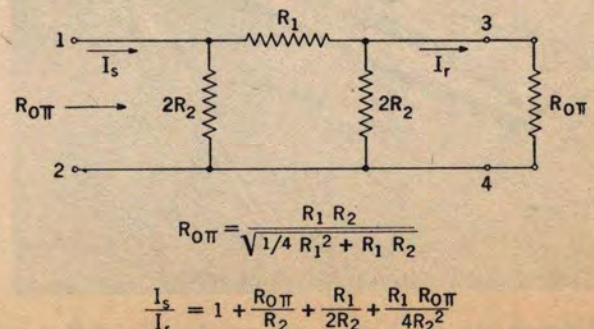 R1
1
3
Is
Ir
R0π
2R2
2R2
R0π
2
4
R0π = R1 R2 / √(1/4 R1² + R1 R2)
Is / Ir = 1 + R0π / R2 + R1 / 2R2 + R1 R0π / 4R2²